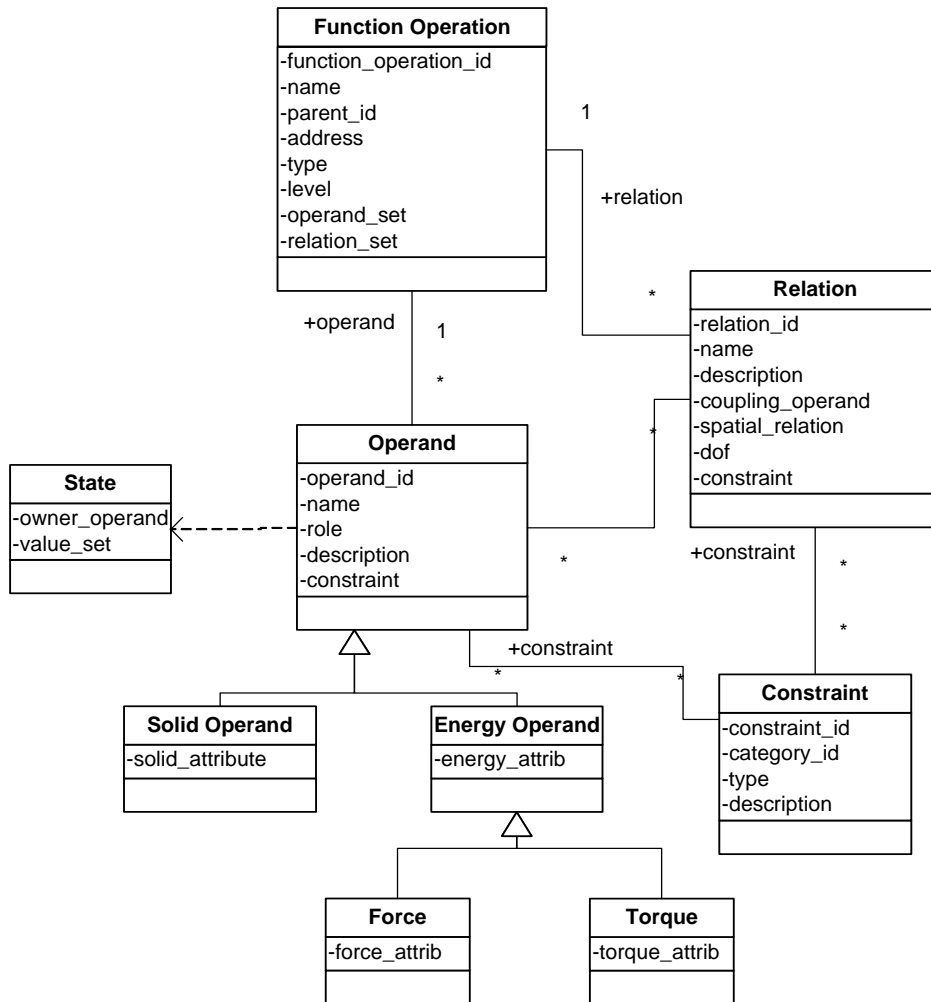 Function Operation
-function_operation_id
-name
-parent_id
-address
-type
-level
-operand_set
-relation_set
1
+relation
*
Relation
-relation_id
-name
-description
-coupling_operand
-spatial_relation
-dof
-constraint
+operand
1
*
Operand
-operand_id
-name
-role
-description
-constraint
*
*
State
-owner_operand
-value_set
+constraint
*
*
+constraint
*
*
Constraint
-constraint_id
-category_id
-type
-description
Solid Operand
-solid_attribute
Energy Operand
-energy_attrib
Force
-force_attrib
Torque
-torque_attrib